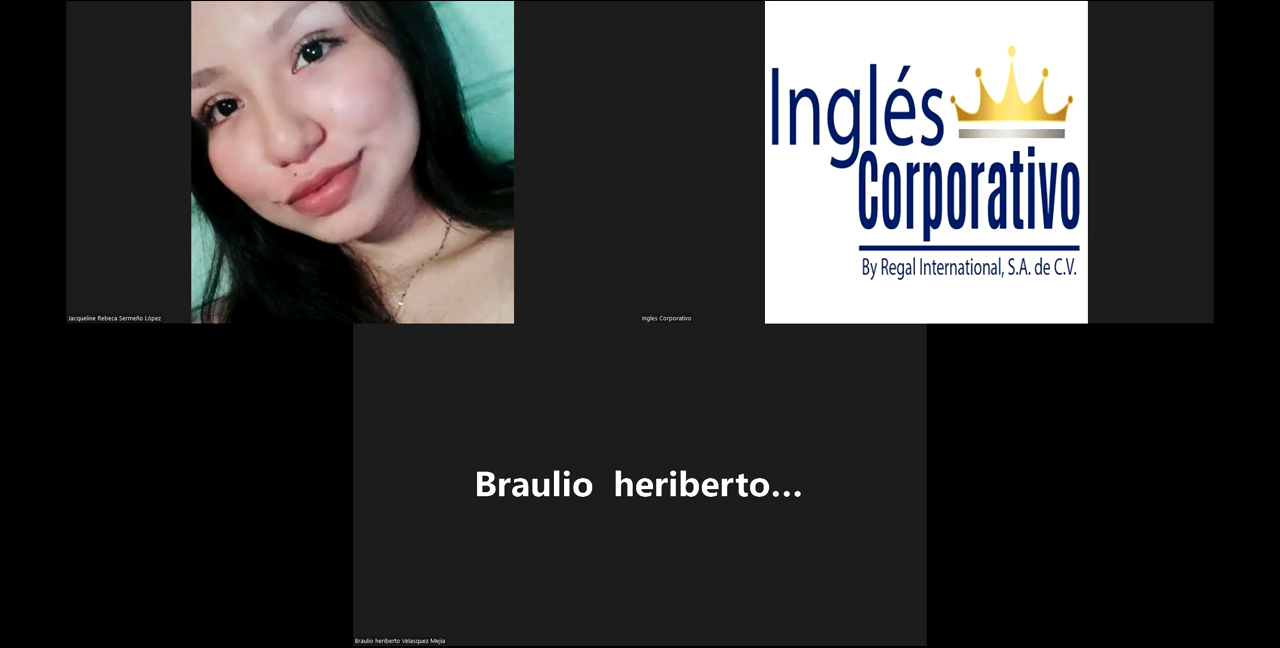 Inglés
Corporativo
By Regal International, S.A. de C.V.
Jacqueline Rebeca Sermeño López
Ingles Corporativo
Braulio heriberto...
Braulio heriberto Velasquez Mejia